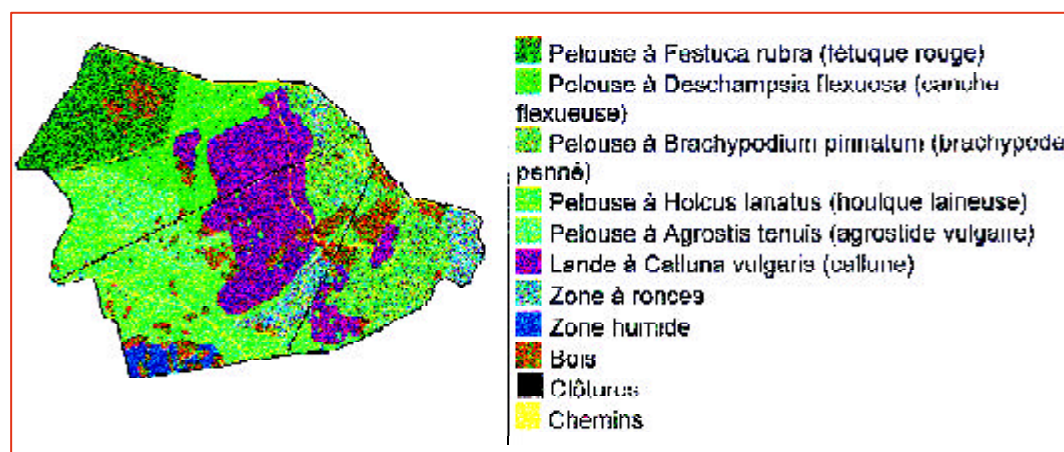 Pelouse à Festuca rubra (fétuque rouge)
Pelouse à Deschampsia flexuosa (canche
flexueuse)
Pelouse à Brachypodium pinnatum (brachypode
penné)
Pelouse à Holcus lanatus (houlque laineuse)
Pelouse à Agrostis tenuis (agrostide vulgaire)
Lande à Calluna vulgaris (callune)
Zone à ronces
Zone humide
Bois
Clôtures
Chemins